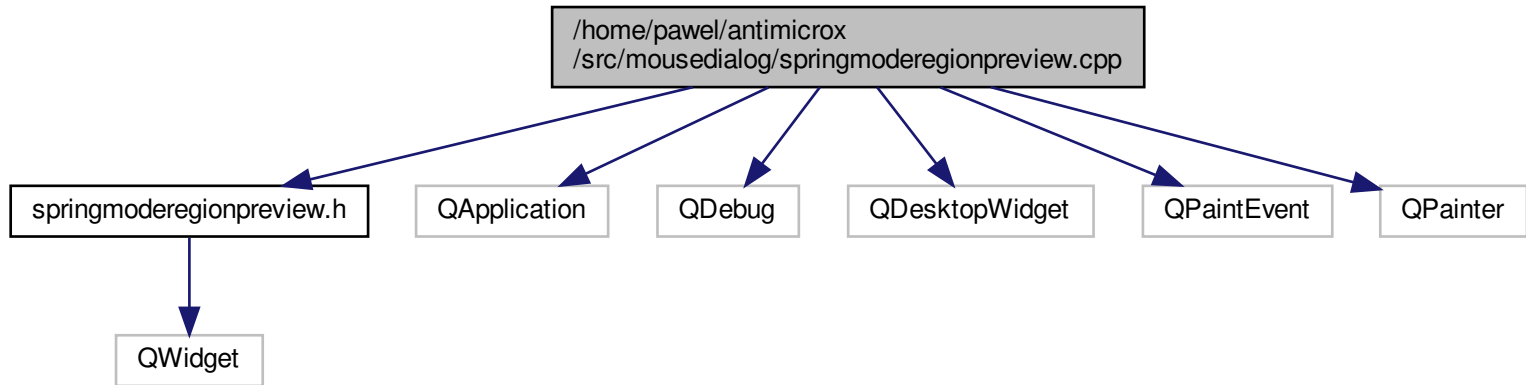 /home/pawel/antimicrox
/src/mousedialog/springmoderegionpreview.cpp
springmoderegionpreview.h
QApplication
QDebug
QDesktopWidget
QPaintEvent
QPainter
QWidget